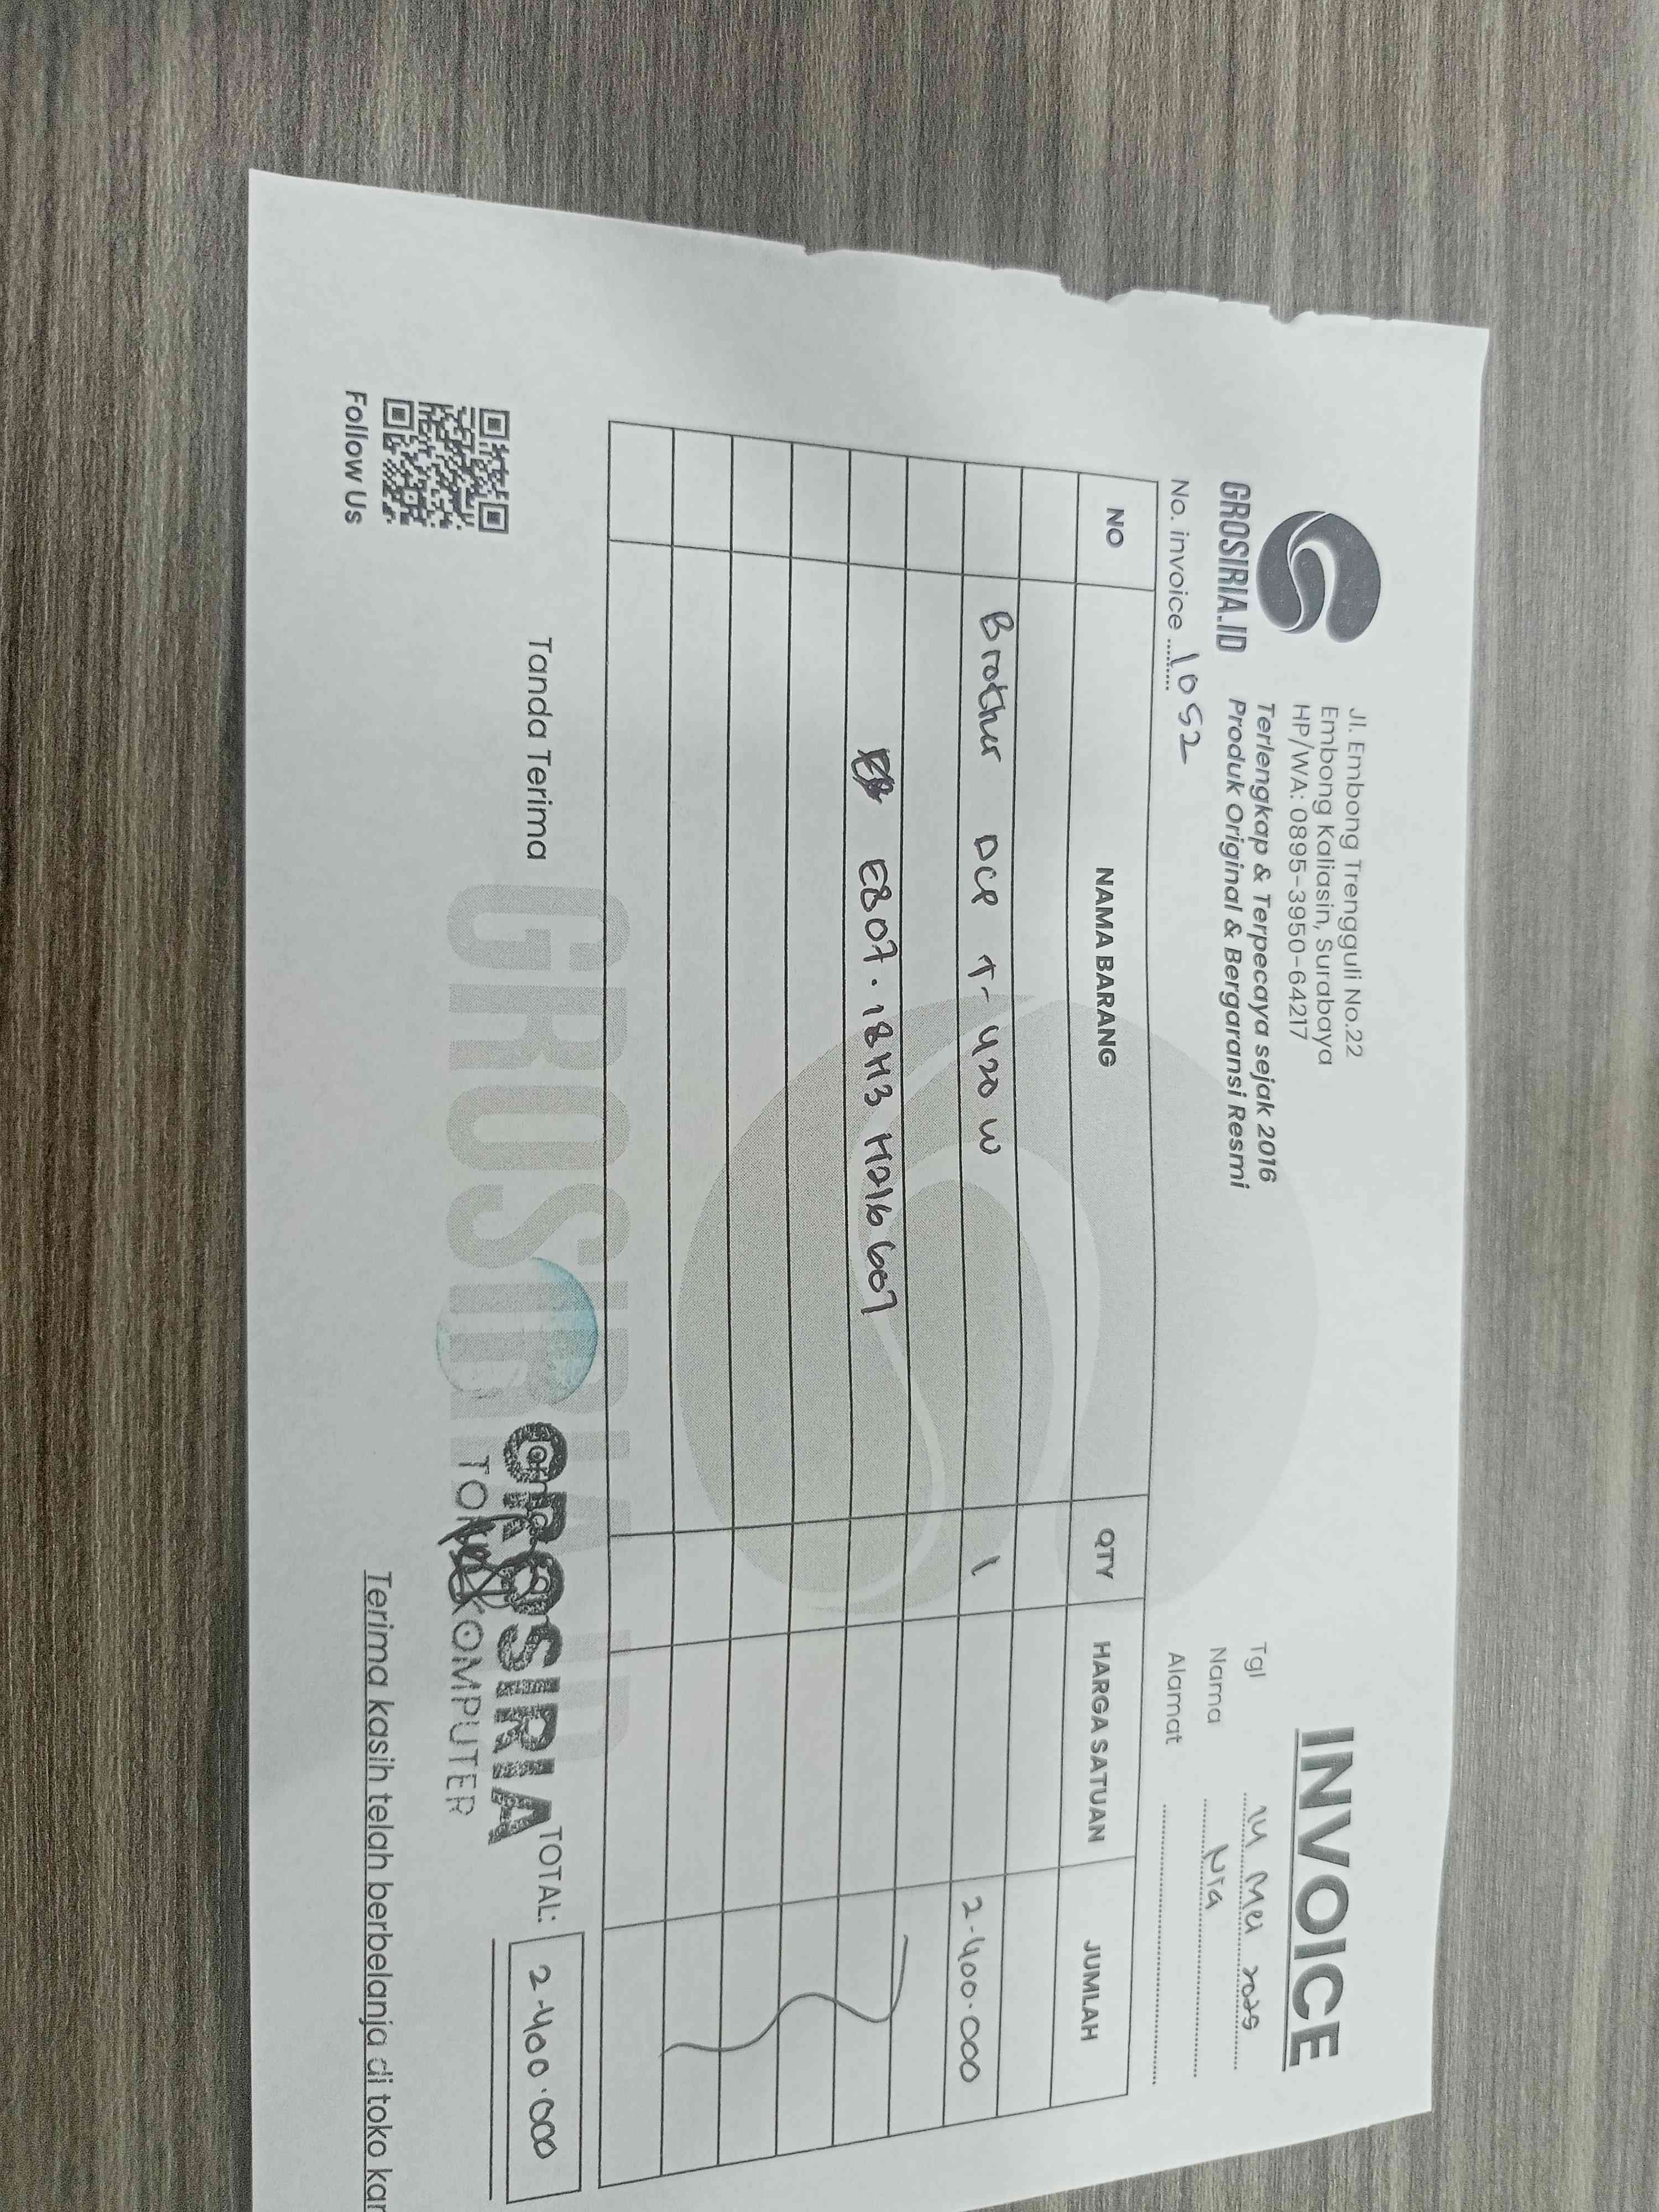 GROSIRIA.ID
Jl. Embong Trengguli No.22
Embong Kaliasin, Surabaya
HP/WA: 0895-3950-64217
Terlengkap & Terpecaya sejak 2016
Produk Original & Bergaransi Resmi
INVOICE
Tgl 14 Mei 2025
Nama Nia
Alamat
No. invoice 1052
NO NAMA BARANG QTY HARGA SATUAN JUMLAH
Brother DCP T-420 W 1 2.400.000
E807.18H3 H216607
GROSIRIA.ID
Tanda Terima
TOTAL: 2.400.000
GROSIRIA
TOKO KOMPUTER
Follow Us
Terima kasih telah berbelanja di toko